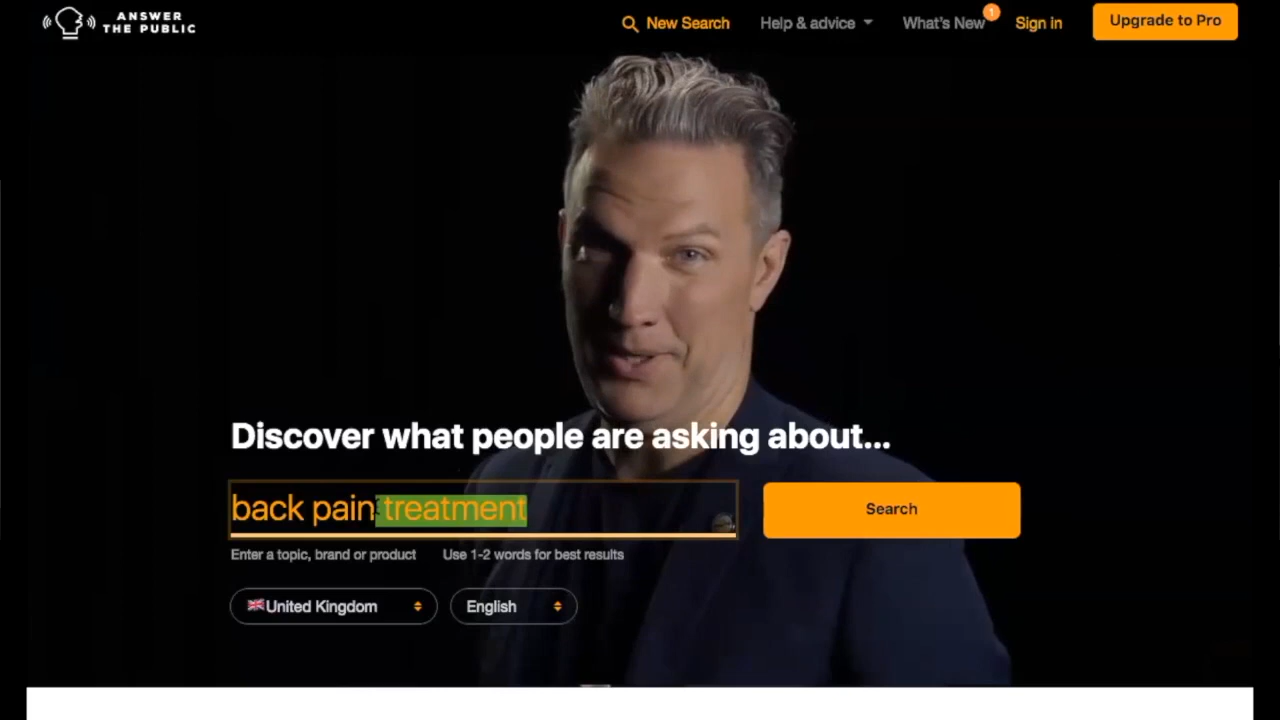 ANSWER
THE PUBLIC
New Search
Help & advice
What's New
1
Sign in
Upgrade to Pro
Discover what people are asking about...
back pain treatment
Search
Enter a topic, brand or product
Use 1-2 words for best results
United Kingdom
English